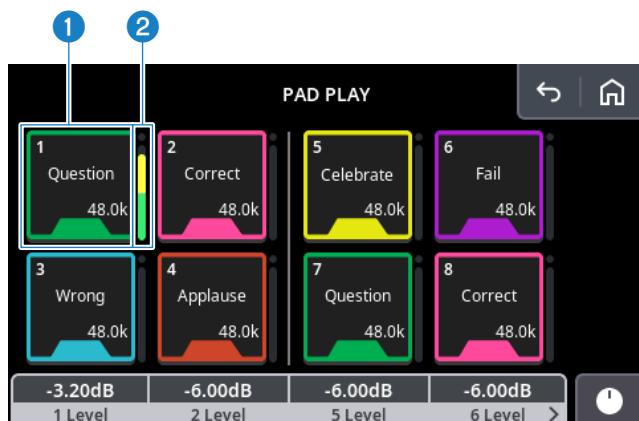 1 2
PAD PLAY
1 2 5 6
Question Correct Celebrate Fail
48.0k 48.0k 48.0k 48.0k
3 4 7 8
Wrong Applause Question Correct
48.0k 48.0k 48.0k 48.0k
-3.20dB -6.00dB -6.00dB -6.00dB
1 Level 2 Level 5 Level 6 Level >